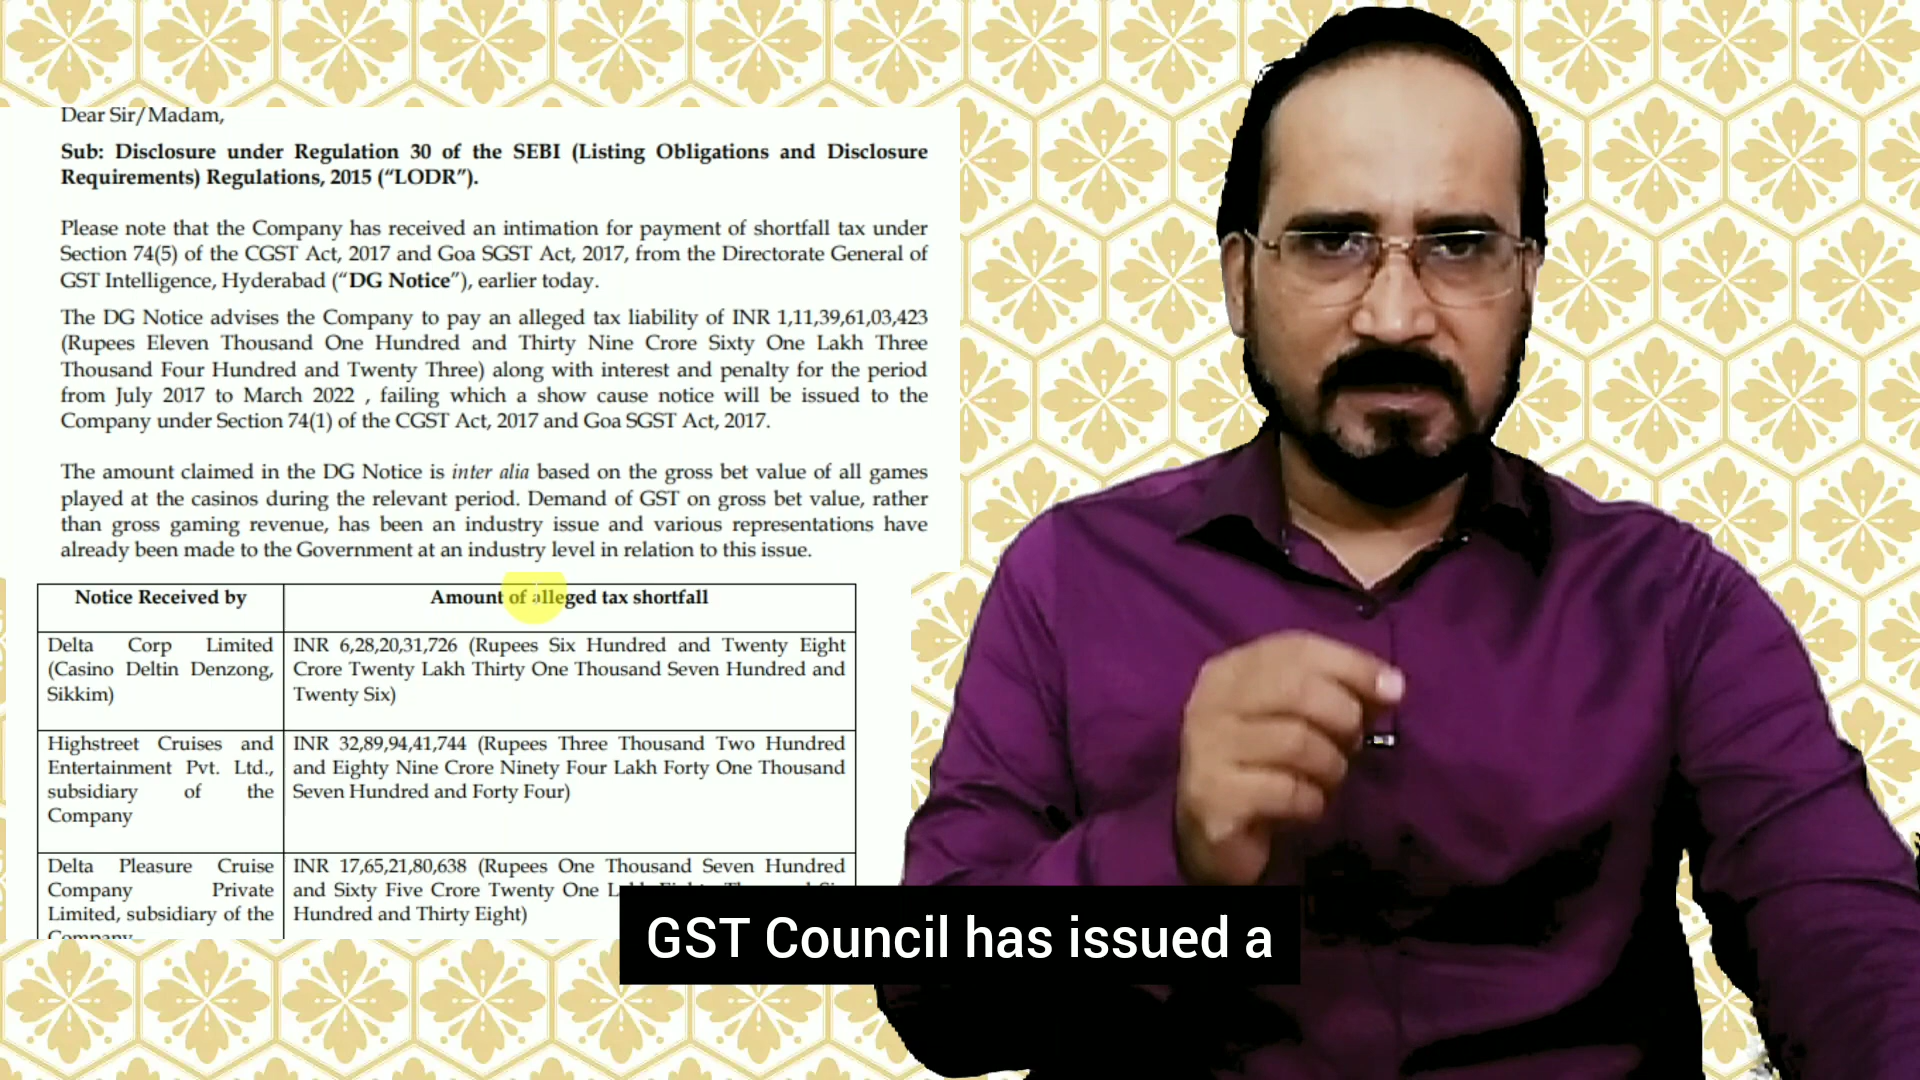 Dear Sir/Madam,
Sub: Disclosure under Regulation 30 of the SEBI (Listing Obligations and Disclosure
Requirements) Regulations, 2015 (“LODR”).
Please note that the Company has received an intimation for payment of shortfall tax under
Section 74(5) of the CGST Act, 2017 and Goa SGST Act, 2017, from the Directorate General of
GST Intelligence, Hyderabad (“DG Notice”), earlier today.
The DG Notice advises the Company to pay an alleged tax liability of INR 1,11,39,61,03,423
(Rupees Eleven Thousand One Hundred and Thirty Nine Crore Sixty One Lakh Three
Thousand Four Hundred and Twenty Three) along with interest and penalty for the period
from July 2017 to March 2022 , failing which a show cause notice will be issued to the
Company under Section 74(1) of the CGST Act, 2017 and Goa SGST Act, 2017.
The amount claimed in the DG Notice is inter alia based on the gross bet value of all games
played at the casinos during the relevant period. Demand of GST on gross bet value, rather
than gross gaming revenue, has been an industry issue and various representations have
already been made to the Government at an industry level in relation to this issue.
Notice Received by
Amount of alleged tax shortfall
Delta Corp Limited
(Casino Deltin Denzong,
Sikkim)
INR 6,28,20,31,726 (Rupees Six Hundred and Twenty Eight
Crore Twenty Lakh Thirty One Thousand Seven Hundred and
Twenty Six)
Highstreet Cruises and
Entertainment Pvt. Ltd.,
subsidiary of the
Company
INR 32,89,94,41,744 (Rupees Three Thousand Two Hundred
and Eighty Nine Crore Ninety Four Lakh Forty One Thousand
Seven Hundred and Forty Four)
Delta Pleasure Cruise
Company Private
Limited, subsidiary of the
Company
INR 17,65,21,80,638 (Rupees One Thousand Seven Hundred
and Sixty Five Crore Twenty One
Hundred and Thirty Eight)
GST Council has issued a